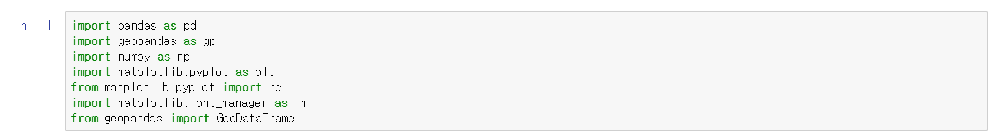 In [1]:
import pandas as pd
import geopandas as gp
import numpy as np
import matplotlib.pyplot as plt
from matplotlib.pyplot import rc
import matplotlib.font_manager as fm
from geopandas import GeoDataFrame